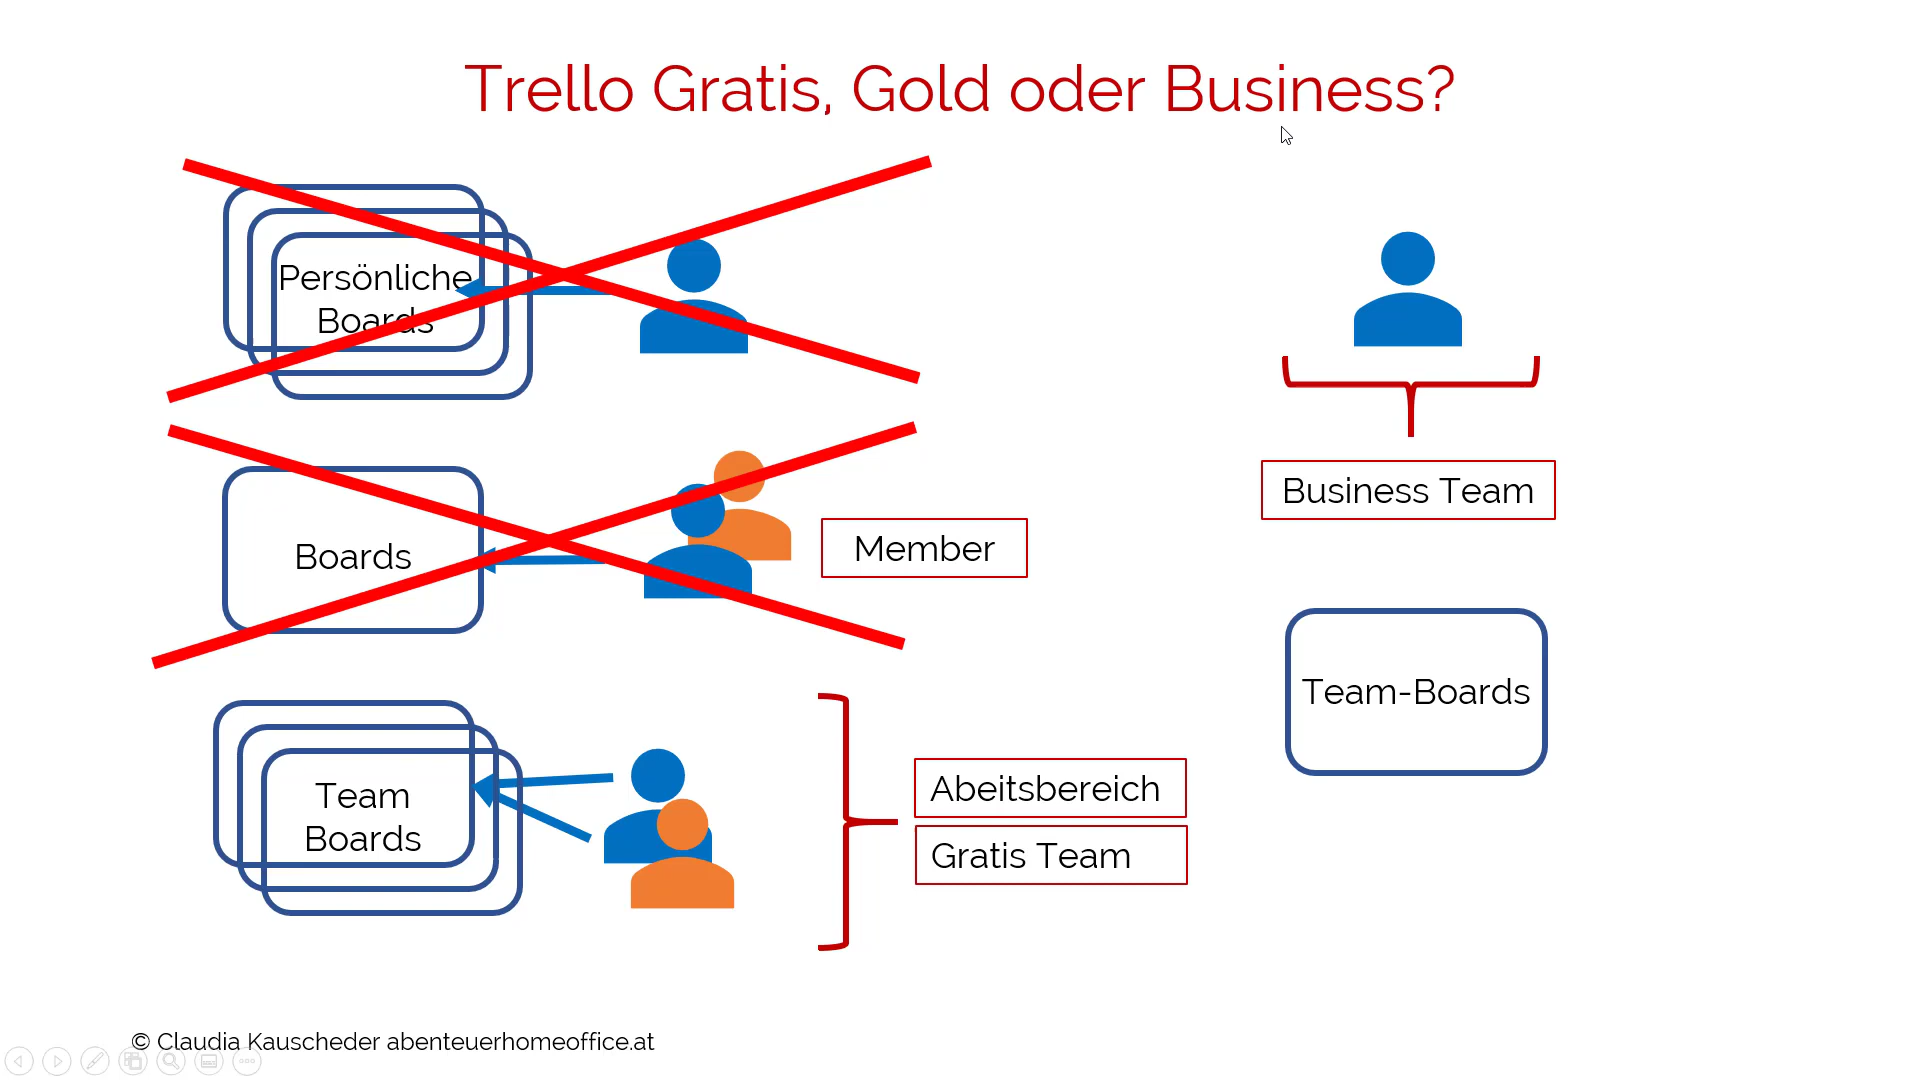 Trello Gratis, Gold oder Business?
Persönliche
Boards
Boards
Member
Team
Boards
Abeitsbereich
Gratis Team
Business Team
Team-Boards
© Claudia Kauscheder abenteuerhomeoffice.at